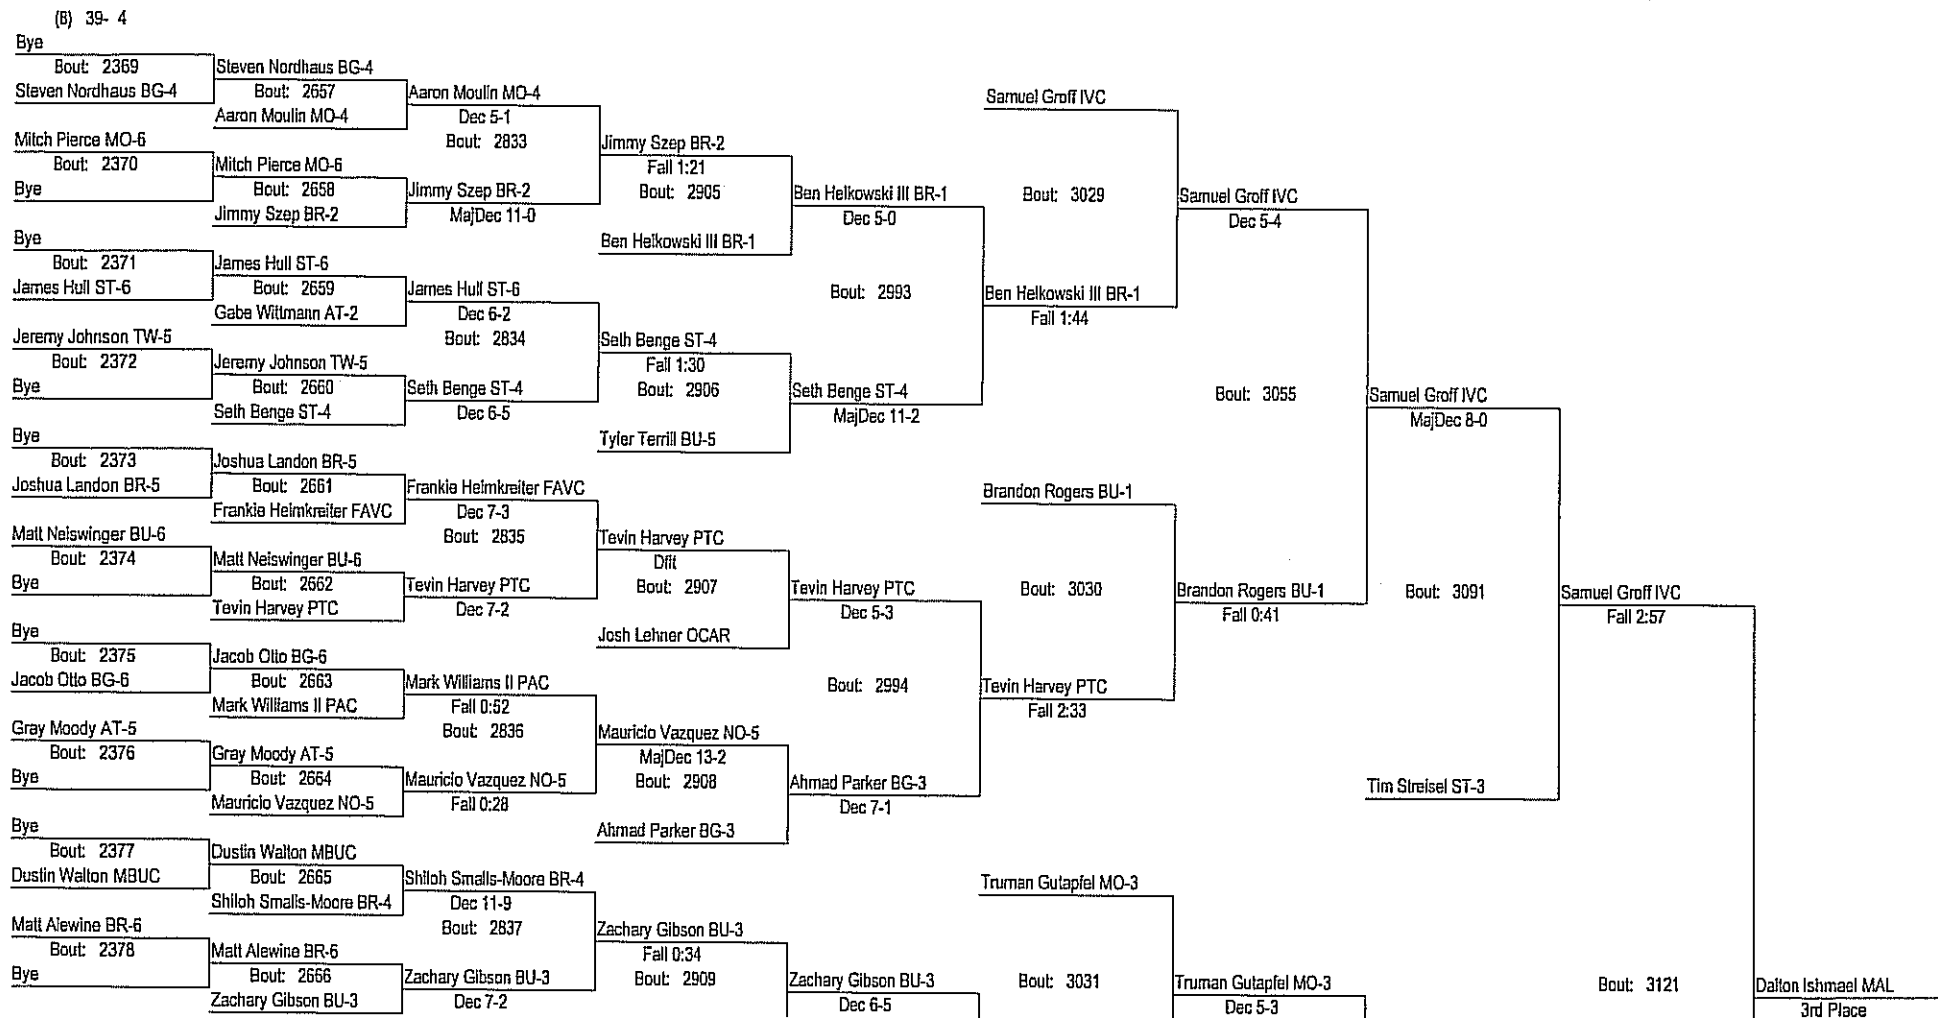 (B) 39- 4
Bye
Bout: 2369
Steven Nordhaus BG-4
Mitch Pierce MO-6
Bout: 2370
Bye
Bye
Bout: 2371
James Hull ST-6
Jeremy Johnson TW-5
Bout: 2372
Bye
Bye
Bout: 2373
Joshua Landon BR-5
Matt Neiswinger BU-6
Bout: 2374
Bye
Bye
Bout: 2375
Jacob Otto BG-6
Gray Moody AT-5
Bout: 2376
Bye
Bye
Bout: 2377
Dustin Walton MBUC
Matt Alewine BR-6
Bout: 2378
Bye
Steven Nordhaus BG-4
Bout: 2657
Aaron Moulin MO-4
Mitch Pierce MO-6
Bout: 2658
Jimmy Szep BR-2
James Hull ST-6
Bout: 2659
Gabe Wittmann AT-2
Jeremy Johnson TW-5
Bout: 2660
Seth Benge ST-4
Joshua Landon BR-5
Bout: 2661
Frankie Heimkreiter FAVC
Matt Neiswinger BU-6
Bout: 2662
Tevin Harvey PTC
Jacob Otto BG-6
Bout: 2663
Mark Williams II PAC
Gray Moody AT-5
Bout: 2664
Mauricio Vazquez NO-5
Dustin Walton MBUC
Bout: 2665
Shiloh Smalls-Moore BR-4
Matt Alewine BR-6
Bout: 2666
Zachary Gibson BU-3
Aaron Moulin MO-4
Dec 5-1
Bout: 2833
Jimmy Szep BR-2
MajDec 11-0
James Hull ST-6
Dec 6-2
Bout: 2834
Seth Benge ST-4
Dec 6-5
Frankie Heimkreiter FAVC
Dec 7-3
Bout: 2835
Tevin Harvey PTC
Dec 7-2
Mark Williams II PAC
Fall 0:52
Bout: 2836
Mauricio Vazquez NO-5
Fall 0:28
Shiloh Smalls-Moore BR-4
Dec 11-9
Bout: 2837
Zachary Gibson BU-3
Dec 7-2
Jimmy Szep BR-2
Fall 1:21
Bout: 2905
Ben Helkowski III BR-1
Seth Benge ST-4
Fall 1:30
Bout: 2906
Tyler Terrill BU-5
Tevin Harvey PTC
Dflt
Bout: 2907
Josh Lehner OCAR
Mauricio Vazquez NO-5
MajDec 13-2
Bout: 2908
Ahmad Parker BG-3
Zachary Gibson BU-3
Fall 0:34
Bout: 2909
Ben Helkowski III BR-1
Dec 5-0
Bout: 2993
Seth Benge ST-4
MajDec 11-2
Tevin Harvey PTC
Dec 5-3
Bout: 2994
Ahmad Parker BG-3
Dec 7-1
Zachary Gibson BU-3
Dec 6-5
Samuel Groff IVC
Bout: 3029
Ben Helkowski III BR-1
Fall 1:44
Brandon Rogers BU-1
Bout: 3030
Tevin Harvey PTC
Fall 2:33
Truman Gutapfel MO-3
Bout: 3031
Samuel Groff IVC
Dec 5-4
Bout: 3055
Brandon Rogers BU-1
Fall 0:41
Truman Gutapfel MO-3
Dec 5-3
Samuel Groff IVC
MajDec 8-0
Bout: 3091
Tim Streisel ST-3
Samuel Groff IVC
Fall 2:57
Bout: 3121
Dalton Ishmael MAL
3rd Place